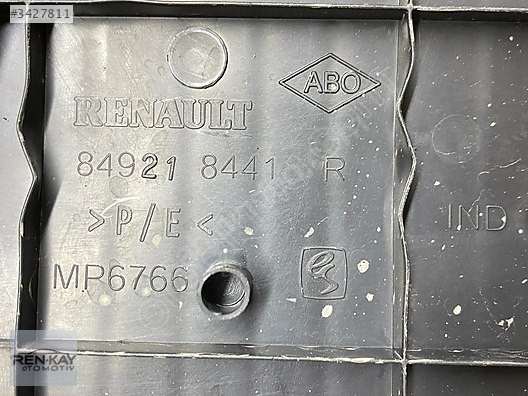 #3427811
ABO
RENAULT
84921 8441 R
>P/E<
IND
MP6766
REN-KAY
OTOMOTİV